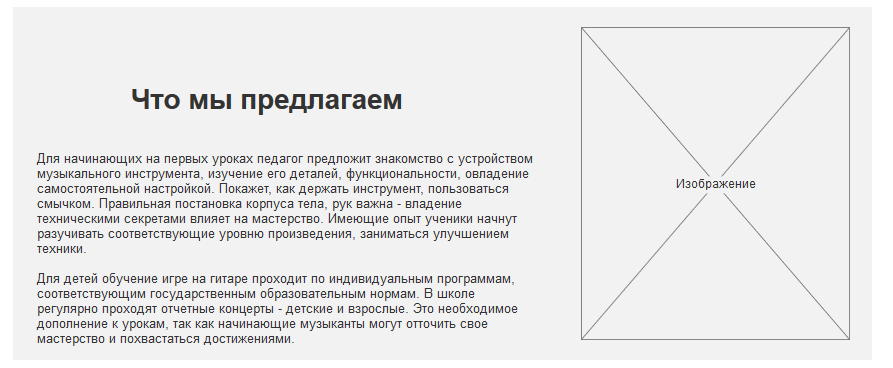 Что мы предлагаем
Для начинающих на первых уроках педагог предложит знакомство с устройством
музыкального инструмента, изучение его деталей, функциональности, овладение
самостоятельной настройкой. Покажет, как держать инструмент, пользоваться
смычком. Правильная постановка корпуса тела, рук важна - владение
техническими секретами влияет на мастерство. Имеющие опыт ученики начнут
разучивать соответствующие уровню произведения, заниматься улучшением
техники.
Для детей обучение игре на гитаре проходит по индивидуальным программам,
соответствующим государственным образовательным нормам. В школе
регулярно проходят отчетные концерты - детские и взрослые. Это необходимое
дополнение к урокам, так как начинающие музыканты могут отточить свое
мастерство и похвастаться достижениями.
Изображение